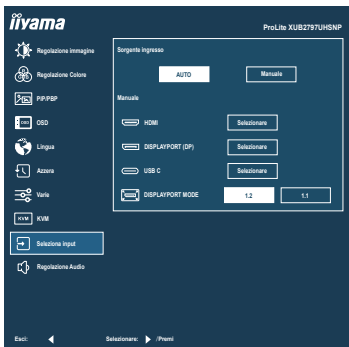 iiyama
ProLite XUB2797UHSNP
Regolazione immagine
Regolazione Colore
PIP/PBP
OSD OSD
Lingua
Azzera
Varie
KVM KVM
Seleziona input
Regolazione Audio
Sorgente ingresso
AUTO Manuale
Manuale
HDMI Selezionare
DISPLAYPORT (DP) Selezionare
USB C Selezionare
DISPLAYPORT MODE 1.2 1.1
Esci: Selezionare: /Premi